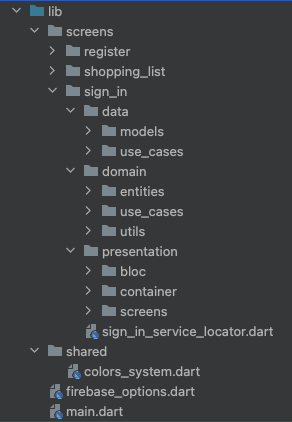 lib
screens
register
shopping_list
sign_in
data
models
use_cases
domain
entities
use_cases
utils
presentation
bloc
container
screens
sign_in_service_locator.dart
shared
colors_system.dart
firebase_options.dart
main.dart